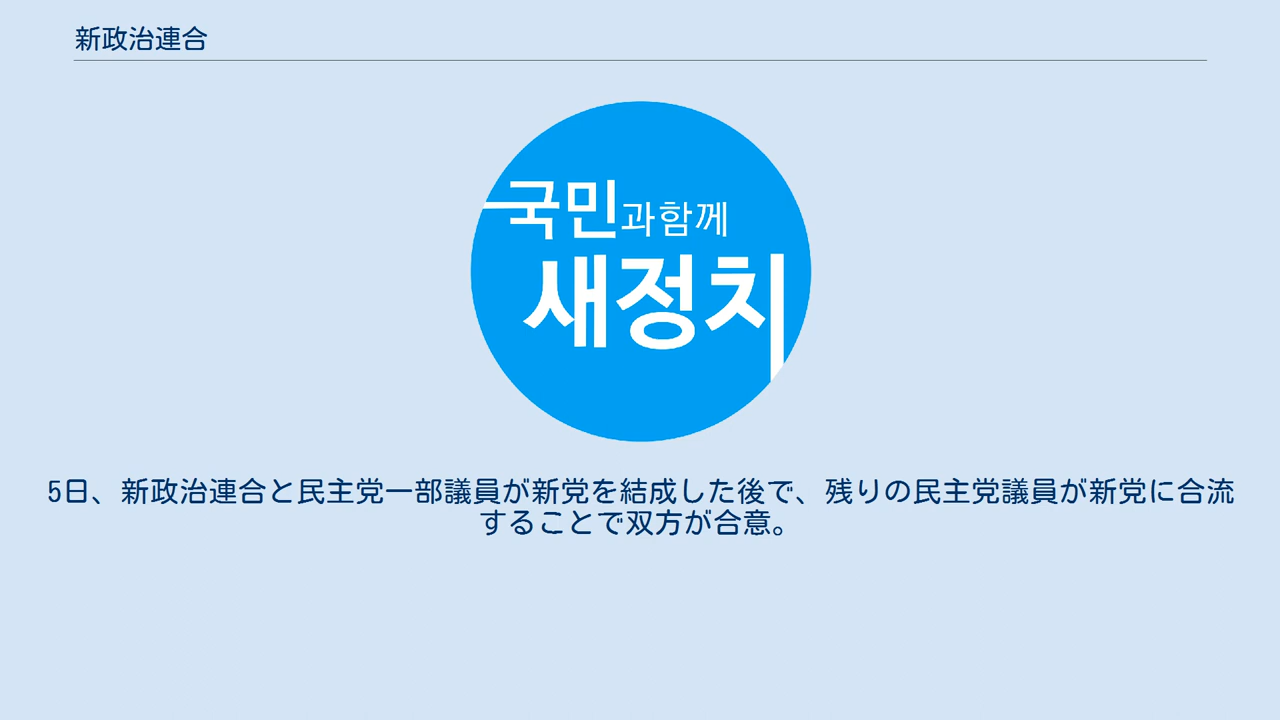 新政治連合
국민과함께
새정치
5日、新政治連合と民主党一部議員が新党を結成した後で、残りの民主党議員が新党に合流
することで双方が合意。